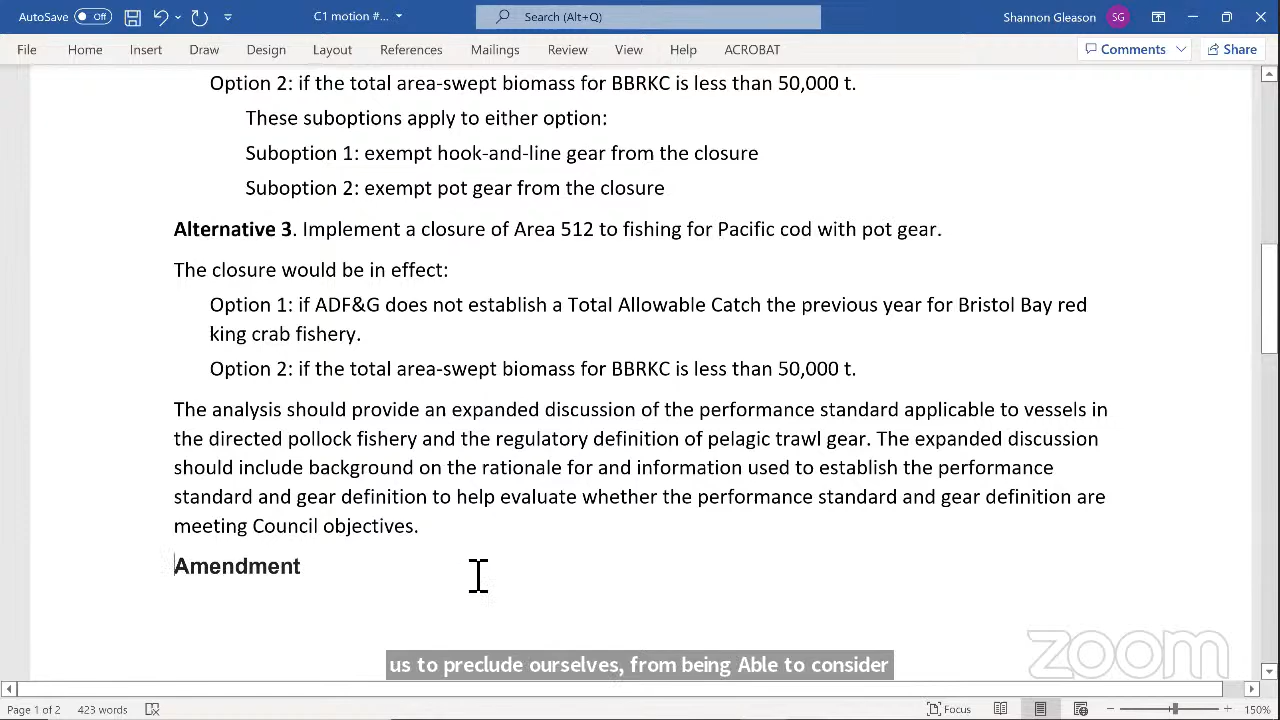 AutoSave Off C1 motion #... Search (Alt+Q) Shannon Gleason SG
File Home Insert Draw Design Layout References Mailings Review View Help ACROBAT Comments Share
Option 2: if the total area-swept biomass for BBRKC is less than 50,000 t.
These suboptions apply to either option:
Suboption 1: exempt hook-and-line gear from the closure
Suboption 2: exempt pot gear from the closure
Alternative 3. Implement a closure of Area 512 to fishing for Pacific cod with pot gear.
The closure would be in effect:
Option 1: if ADF&G does not establish a Total Allowable Catch the previous year for Bristol Bay red
king crab fishery.
Option 2: if the total area-swept biomass for BBRKC is less than 50,000 t.
The analysis should provide an expanded discussion of the performance standard applicable to vessels in
the directed pollock fishery and the regulatory definition of pelagic trawl gear. The expanded discussion
should include background on the rationale for and information used to establish the performance
standard and gear definition to help evaluate whether the performance standard and gear definition are
meeting Council objectives.
Amendment
zoom
us to preclude ourselves, from being Able to consider
Page 1 of 2 423 words Focus 150%